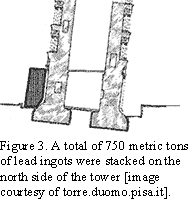 Figure 3. A total of 750 metric tons
of lead ingots were stacked on the
north side of the tower [image
courtesy of torre.duomo.pisa.it].